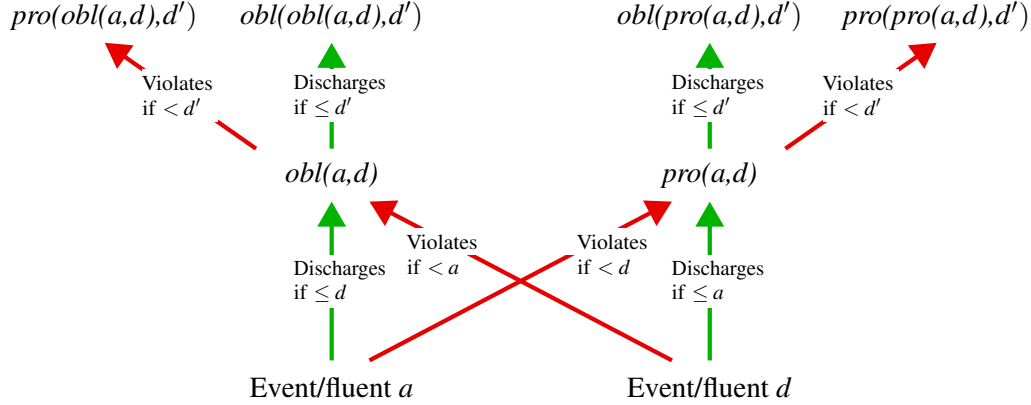 pro(obl(a,d),d′) obl(obl(a,d),d′) obl(pro(a,d),d′) pro(pro(a,d),d′)
Violates
if < d′
Discharges
if ≤ d′
Discharges
if ≤ d′
Violates
if < d′
obl(a,d) pro(a,d)
Violates
if < a
Violates
if < d
Discharges
if ≤ d
Discharges
if ≤ a
Event/fluent a Event/fluent d